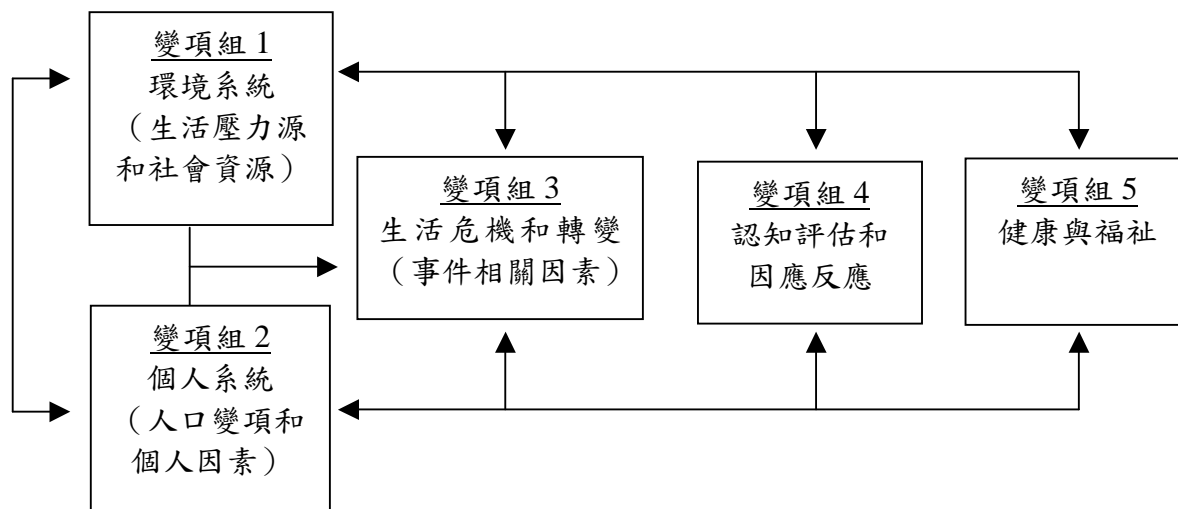 變項組 1
環境系統
（生活壓力源
和社會資源）
變項組 3
生活危機和轉變
（事件相關因素）
變項組 4
認知評估和
因應反應
變項組 5
健康與福祉
變項組 2
個人系統
（人口變項和
個人因素）